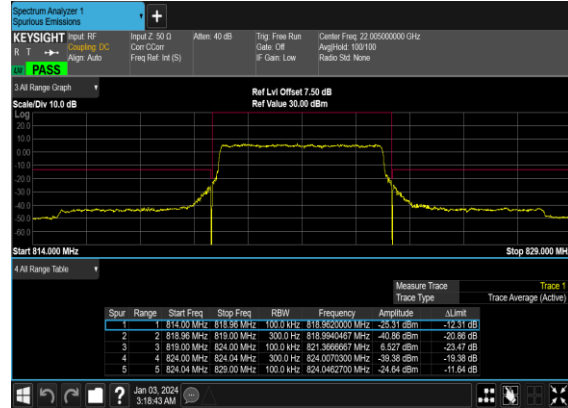 Spectrum Analyzer 1
Spurious Emissions
+
KEYSIGHT Input: RF Input Z: 50 Ω Atten: 40 dB Trig: Free Run Center Freq: 22.005000000 GHz
R T Coupling: DC Corr CCorr Gate: Off Avg|Hold: 100/100
Align: Auto Freq Ref: Int (S) IF Gain: Low Radio Std: None
PASS
3 All Range Graph
Ref Lvl Offset 7.50 dB
Scale/Div 10.0 dB Ref Value 30.00 dBm
Log
20.0
10.0
0.00
-10.0
-20.0
-30.0
-40.0
-50.0
-60.0
Start 814.000 MHz Stop 829.000 MHz
4 All Range Table
Measure Trace Trace 1
Trace Type Trace Average (Active)
Spur Range Start Freq Stop Freq RBW Frequency Amplitude ΔLimit
1 1 814.00 MHz 818.96 MHz 100.0 kHz 818.9620000 MHz -25.31 dBm -12.31 dB
2 2 818.96 MHz 819.00 MHz 300.0 Hz 818.9940467 MHz -40.86 dBm -20.86 dB
3 3 819.00 MHz 824.00 MHz 100.0 kHz 821.3666667 MHz 6.527 dBm -23.47 dB
4 4 824.00 MHz 824.04 MHz 300.0 Hz 824.0070300 MHz -39.38 dBm -19.38 dB
5 5 824.04 MHz 829.00 MHz 100.0 kHz 824.0462700 MHz -24.64 dBm -11.64 dB
? Jan 03, 2024
3:18:43 AM